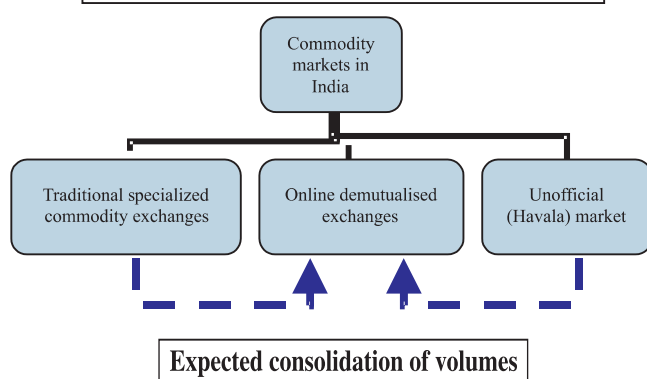 Commodity
markets in
India
Traditional specialized
commodity exchanges
Online demutualised
exchanges
Unofficial
(Havala) market
Expected consolidation of volumes